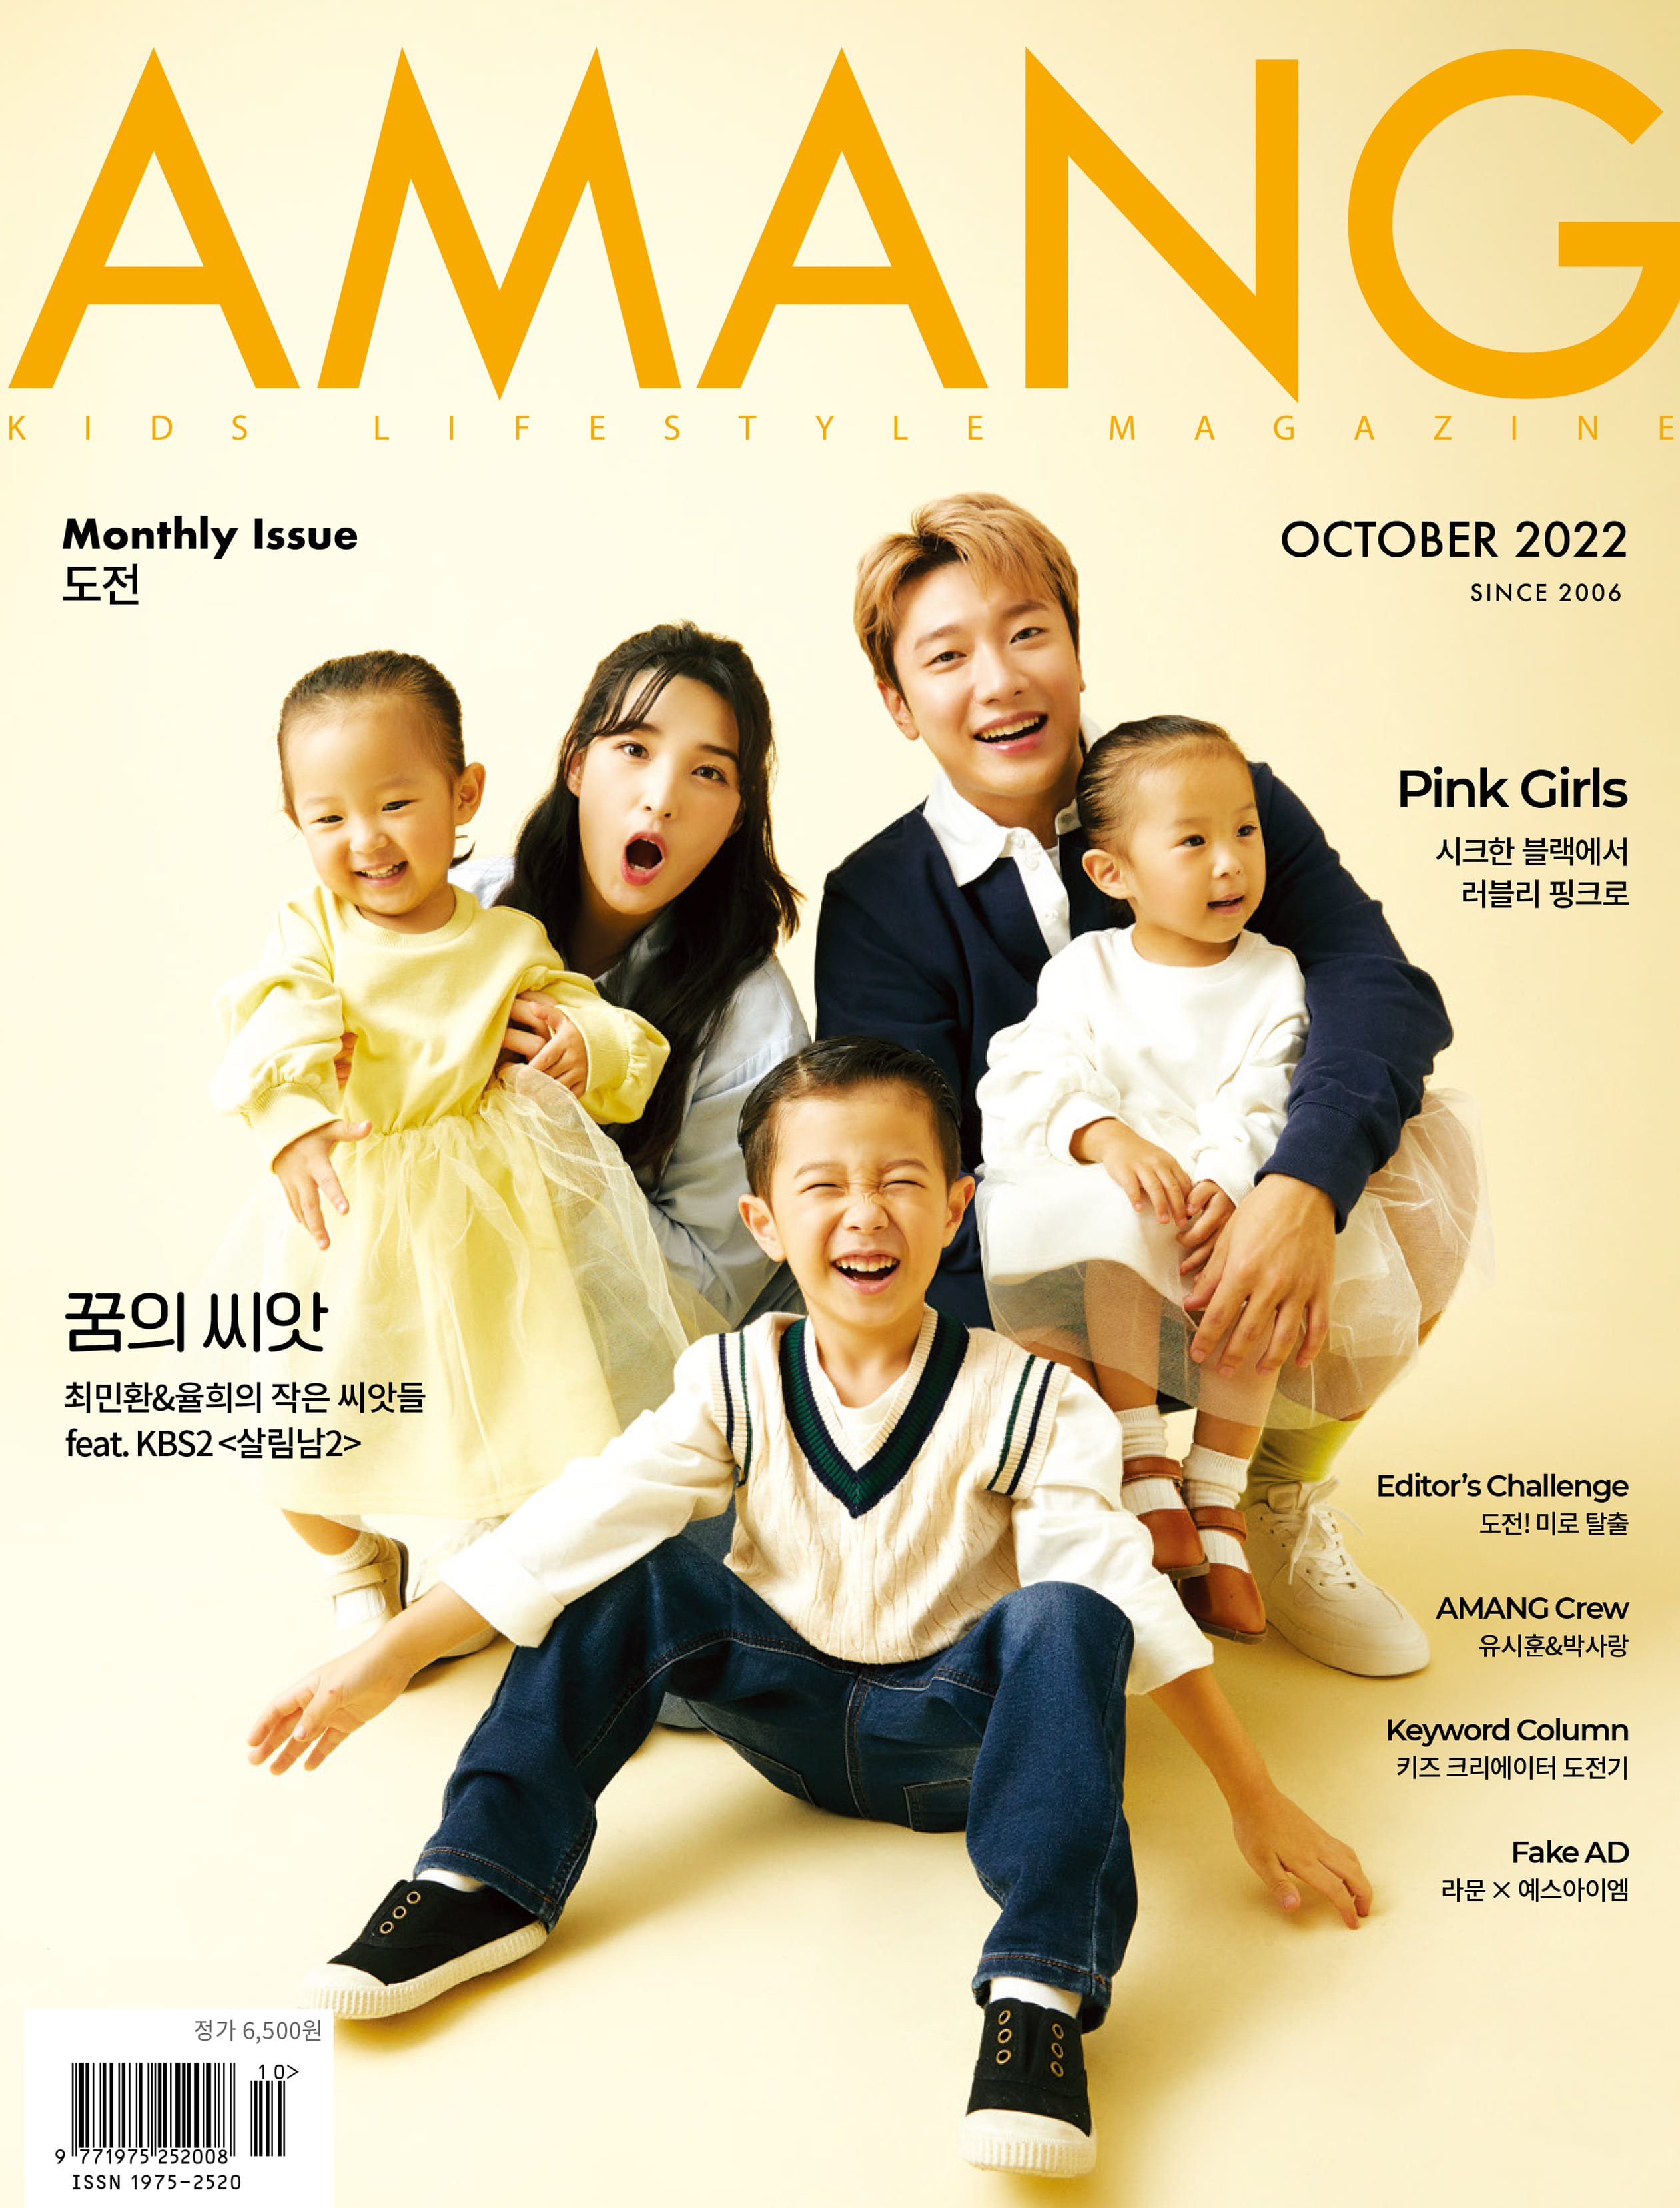 AMANG
KIDS LIFESTYLE MAGAZINE
Monthly Issue
도전
OCTOBER 2022
SINCE 2006
Pink Girls
시크한 블랙에서
러블리 핑크로
꿈의 씨앗
최민환&율희의 작은 씨앗들
feat. KBS2 <살림남2>
Editor's Challenge
도전! 미로 탈출
AMANG Crew
유시훈&박사랑
Keyword Column
키즈 크리에이터 도전기
Fake AD
라문 × 예스아이엠
정가 6,500원
10>
9 771975 252008
ISSN 1975-2520